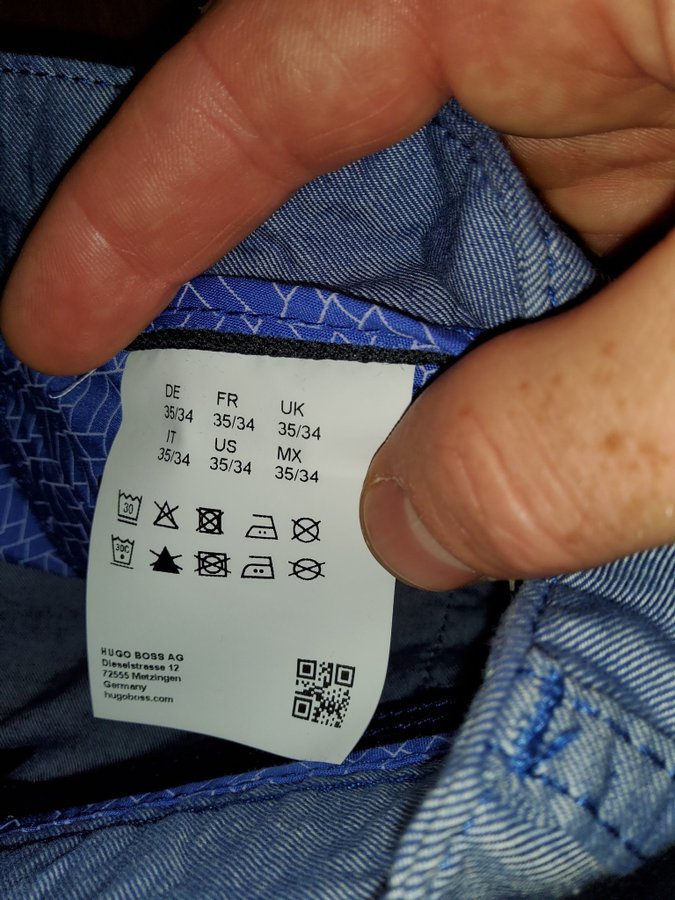 DE FR UK
35/34 35/34 35/34
IT US MX
35/34 35/34 35/34
30
30C
HUGO BOSS AG
Dieselstrasse 12
72555 Metzingen
Germany
hugoboss.com